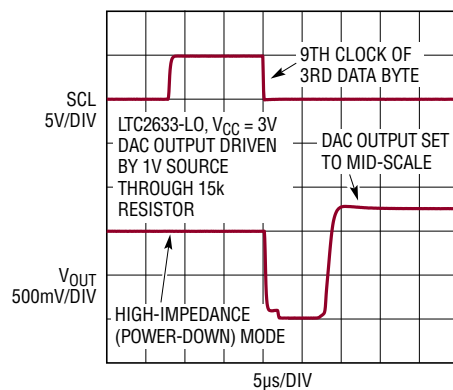 9TH CLOCK OF
3RD DATA BYTE
SCL
5V/DIV
LTC2633-LO, VCC = 3V
DAC OUTPUT DRIVEN
BY 1V SOURCE
THROUGH 15k
RESISTOR
DAC OUTPUT SET
TO MID-SCALE
VOUT
500mV/DIV
HIGH-IMPEDANCE
(POWER-DOWN) MODE
5µs/DIV